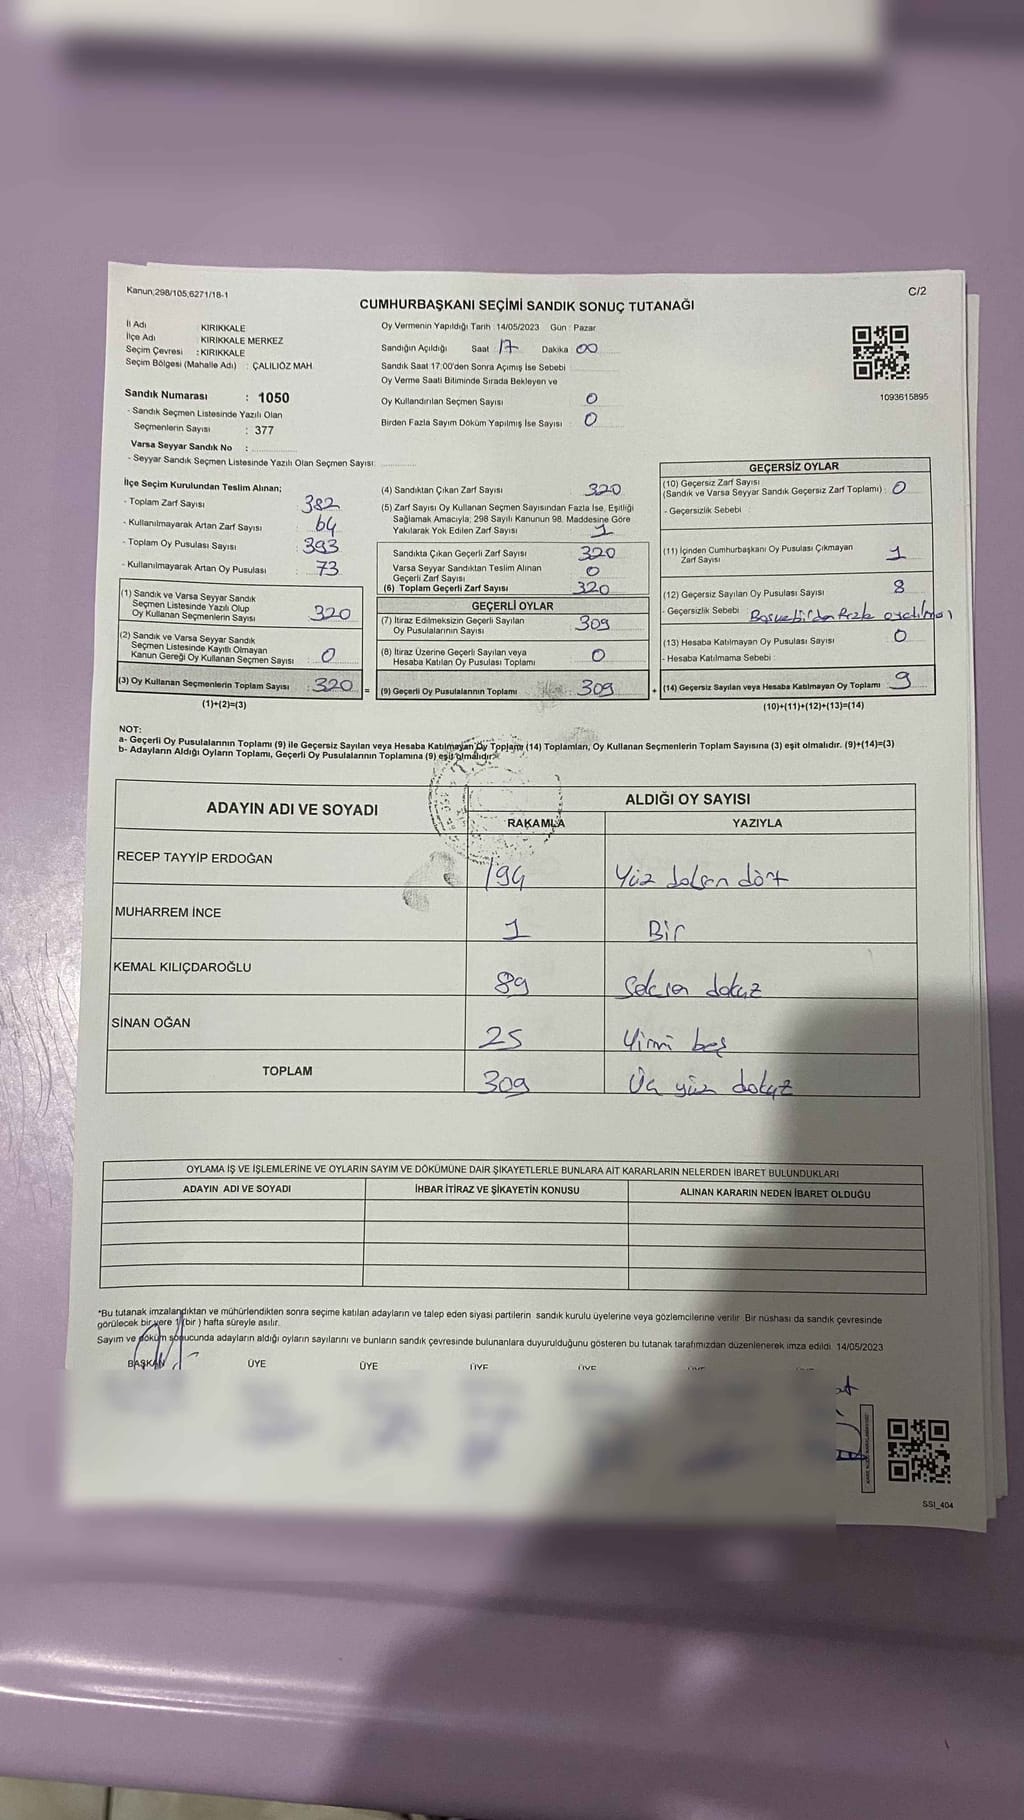 Kanun;298/105;6271/18-1
C/2
CUMHURBAŞKANI SEÇİMİ SANDIK SONUÇ TUTANAĞI
İl Adı KIRIKKALE
İlçe Adı : KIRIKKALE MERKEZ
Seçim Çevresi : KIRIKKALE
Seçim Bölgesi (Mahalle Adı) : ÇALILIÖZ MAH.
Sandık Numarası : 1050
- Sandık Seçmen Listesinde Yazılı Olan
Seçmenlerin Sayısı : 377
Varsa Seyyar Sandık No :
- Seyyar Sandık Seçmen Listesinde Yazılı Olan Seçmen Sayısı:
Oy Vermenin Yapıldığı Tarih : 14/05/2023 Gün : Pazar
Sandığın Açıldığı Saat 17 Dakika 00
Sandık Saat 17:00'den Sonra Açımış İse Sebebi
Oy Verme Saati Bitiminde Sırada Bekleyen ve
Oy Kullandırılan Seçmen Sayısı 0
Birden Fazla Sayım Döküm Yapılmış İse Sayısı 0
1093615895
İlçe Seçim Kurulundan Teslim Alınan;
- Toplam Zarf Sayısı : 382
- Kullanılmayarak Artan Zarf Sayısı : 64
- Toplam Oy Pusulası Sayısı : 393
- Kullanılmayarak Artan Oy Pusulası : 73
(1) Sandık ve Varsa Seyyar Sandık
Seçmen Listesinde Yazılı Olup
Oy Kullanan Seçmenlerin Sayısı : 320
(2) Sandık ve Varsa Seyyar Sandık
Seçmen Listesinde Kayıtlı Olmayan
Kanun Gereği Oy Kullanan Seçmen Sayısı : 0
(3) Oy Kullanan Seçmenlerin Toplam Sayısı : 320 =
(1)+(2)=(3)
(4) Sandıktan Çıkan Zarf Sayısı 320
(5) Zarf Sayısı Oy Kullanan Seçmen Sayısından Fazla İse, Eşitliği
Sağlamak Amacıyla; 298 Sayılı Kanunun 98. Maddesine Göre
Yakılarak Yok Edilen Zarf Sayısı 1
Sandıkta Çıkan Geçerli Zarf Sayısı 320
Varsa Seyyar Sandıktan Teslim Alınan
Geçerli Zarf Sayısı 0
(6) Toplam Geçerli Zarf Sayısı 320
GEÇERLİ OYLAR
(7) İtiraz Edilmeksizin Geçerli Sayılan
Oy Pusulalarının Sayısı 309
(8) İtiraz Üzerine Geçerli Sayılan veya
Hesaba Katılan Oy Pusulası Toplamı 0
(9) Geçerli Oy Pusulalarının Toplamı 309 +
GEÇERSİZ OYLAR
(10) Geçersiz Zarf Sayısı
(Sandık ve Varsa Seyyar Sandık Geçersiz Zarf Toplamı) : 0
- Geçersizlik Sebebi :
(11) İçinden Cumhurbaşkanı Oy Pusulası Çıkmayan
Zarf Sayısı 1
(12) Geçersiz Sayılan Oy Pusulası Sayısı 8
- Geçersizlik Sebebi
(13) Hesaba Katılmayan Oy Pusulası Sayısı 0
- Hesaba Katılmama Sebebi :
(14) Geçersiz Sayılan veya Hesaba Katılmayan Oy Toplamı 9
(10)+(11)+(12)+(13)=(14)
NOT:
a- Geçerli Oy Pusulalarının Toplamı (9) ile Geçersiz Sayılan veya Hesaba Katılmayan Oy Toplamı (14) Toplamları, Oy Kullanan Seçmenlerin Toplam Sayısına (3) eşit olmalıdır. (9)+(14)=(3)
b- Adayların Aldığı Oyların Toplamı, Geçerli Oy Pusulalarının Toplamına (9) eşit olmalıdır.
ADAYIN ADI VE SOYADI ALDIĞI OY SAYISI
RAKAMLA YAZIYLA
RECEP TAYYİP ERDOĞAN 194 Yüz doksan dört
MUHARREM İNCE 1 Bir
KEMAL KILIÇDAROĞLU 89 Seksen dokuz
SİNAN OĞAN 25 Yirmi beş
TOPLAM 309 Üç yüz dokuz
OYLAMA İŞ VE İŞLEMLERİNE VE OYLARIN SAYIM VE DÖKÜMÜNE DAİR ŞİKAYETLERLE BUNLARA AİT KARARLARIN NELERDEN İBARET BULUNDUKLARI
ADAYIN ADI VE SOYADI İHBAR İTİRAZ VE ŞİKAYETİN KONUSU ALINAN KARARIN NEDEN İBARET OLDUĞU
*Bu tutanak imzalandıktan ve mühürlendikten sonra seçime katılan adayların ve talep eden siyasi partilerin sandık kurulu üyelerine veya gözlemcilerine verilir. Bir nüshası da sandık çevresinde
görülecek bir yere 1 (bir ) hafta süreyle asılır.
Sayım ve döküm sonucunda adayların aldığı oyların sayılarını ve bunların sandık çevresinde bulunanlara duyurulduğunu gösteren bu tutanak tarafımızdan düzenlenerek imza edildi. 14/05/2023
BAŞKAN ÜYE ÜYE ÜYE ÜYE
SSI_404